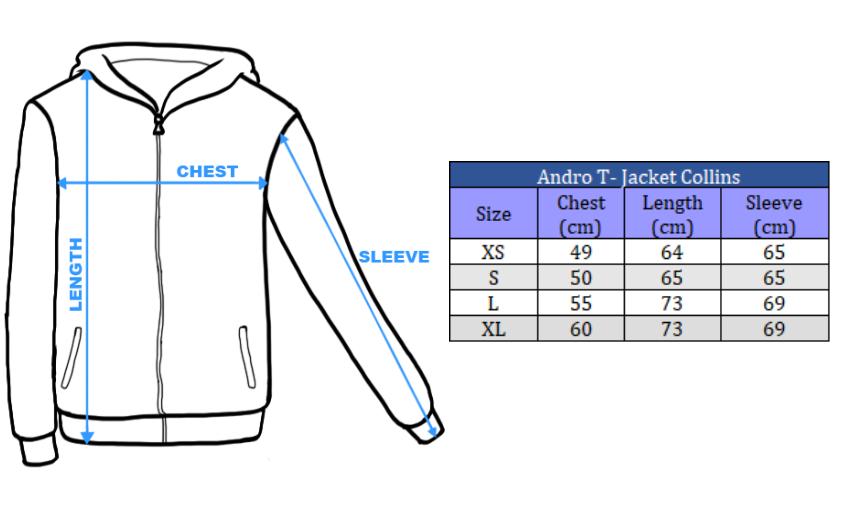 CHEST
SLEEVE
LENGTH
Andro T- Jacket Collins
Size Chest (cm) Length (cm) Sleeve (cm)
XS 49 64 65
S 50 65 65
L 55 73 69
XL 60 73 69